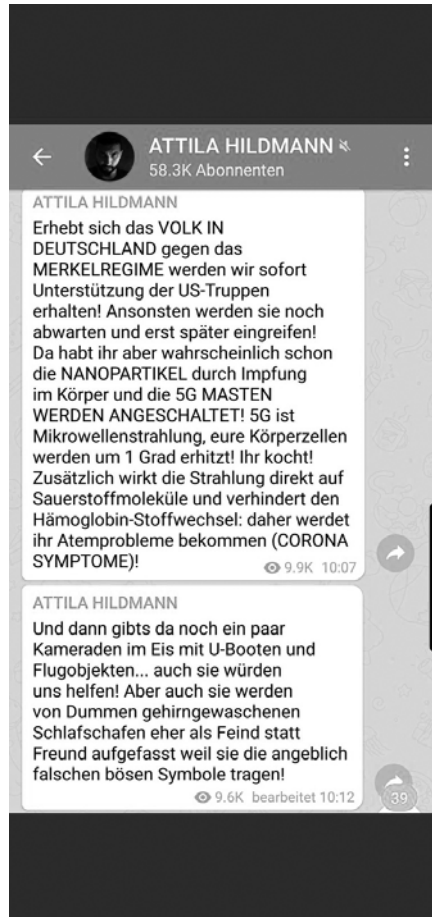 ATTILA HILDMANN
58.3K Abonnenten
ATTILA HILDMANN
Erhebt sich das VOLK IN
DEUTSCHLAND gegen das
MERKELREGIME werden wir sofort
Unterstützung der US-Truppen
erhalten! Ansonsten werden sie noch
abwarten und erst später eingreifen!
Da habt ihr aber wahrscheinlich schon
die NANOPARTIKEL durch Impfung
im Körper und die 5G MASTEN
WERDEN ANGESCHALTET! 5G ist
Mikrowellenstrahlung, eure Körperzellen
werden um 1 Grad erhitzt! Ihr kocht!
Zusätzlich wirkt die Strahlung direkt auf
Sauerstoffmoleküle und verhindert den
Hämoglobin-Stoffwechsel: daher werdet
ihr Atemprobleme bekommen (CORONA
SYMPTOME)!
9.9K 10:07
ATTILA HILDMANN
Und dann gibts da noch ein paar
Kameraden im Eis mit U-Booten und
Flugobjekten... auch sie würden
uns helfen! Aber auch sie werden
von Dummen gehirngewaschenen
Schlafschafen eher als Feind statt
Freund aufgefasst weil sie die angeblich
falschen bösen Symbole tragen!
9.6K bearbeitet 10:12
39